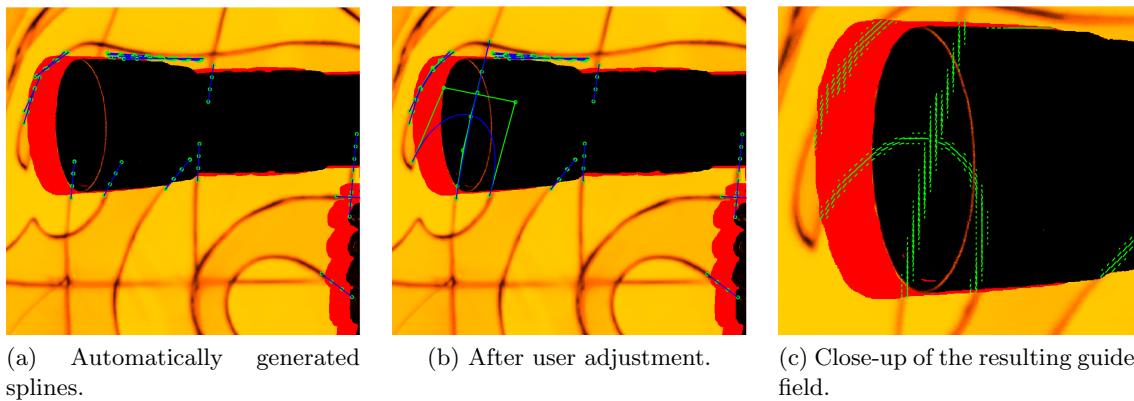 (a) Automatically generated
splines.
(b) After user adjustment.
(c) Close-up of the resulting guide
field.